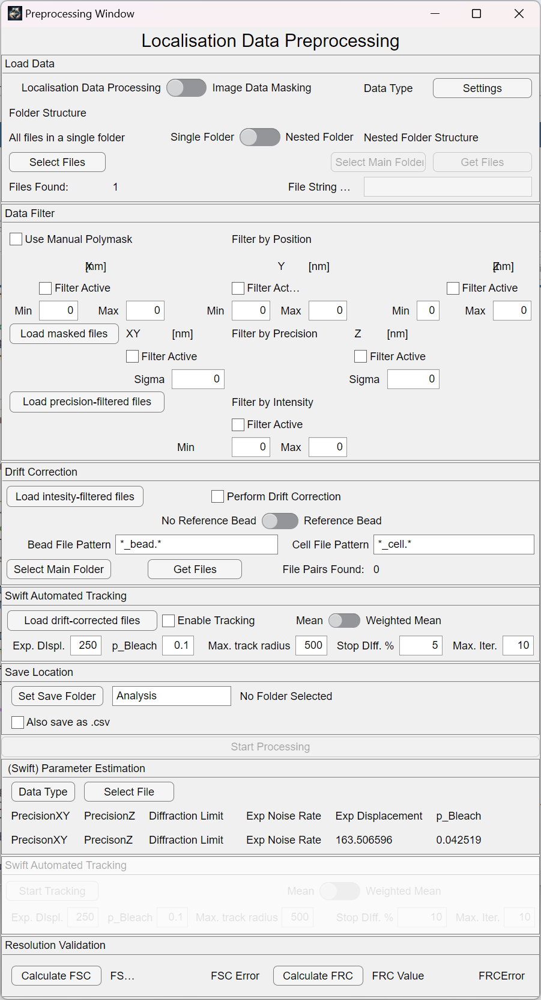 Preprocessing Window
Localisation Data Preprocessing
Load Data
Localisation Data Processing Image Data Masking Data Type Settings
Folder Structure
All files in a single folder Single Folder Nested Folder Nested Folder Structure
Select Files Select Main Folder Get Files
Files Found: 1 File String ...
Data Filter
Use Manual Polymask Filter by Position
X [nm] Y [nm] Z [nm]
Filter Active Filter Act... Filter Active
Min 0 Max 0 Min 0 Max 0 Min 0 Max 0
Load masked files XY [nm] Filter by Precision Z [nm]
Filter Active Filter Active
Sigma 0 Sigma 0
Load precision-filtered files Filter by Intensity
Filter Active
Min 0 Max 0
Drift Correction
Load intesity-filtered files Perform Drift Correction
No Reference Bead Reference Bead
Bead File Pattern *_bead.* Cell File Pattern *_cell.*
Select Main Folder Get Files File Pairs Found: 0
Swift Automated Tracking
Load drift-corrected files Enable Tracking Mean Weighted Mean
Exp. DIspl. 250 p_Bleach 0.1 Max. track radius 500 Stop DIff. % 5 Max. Iter. 10
Save Location
Set Save Folder Analysis No Folder Selected
Also save as .csv
Start Processing
(Swift) Parameter Estimation
Data Type Select File
PrecisionXY PrecisionZ Diffraction Limit Exp Noise Rate Exp Displacement p_Bleach
PrecisonXY PrecisonZ Diffraction Limit Exp Noise Rate 163.506596 0.042519
Swift Automated Tracking
Start Tracking Mean Weighted Mean
Exp. DIspl. 250 p_Bleach 0.1 Max. track radius 500 Stop DIff. % 10 Max. Iter. 10
Resolution Validation
Calculate FSC FS... FSC Error Calculate FRC FRC Value FRCError